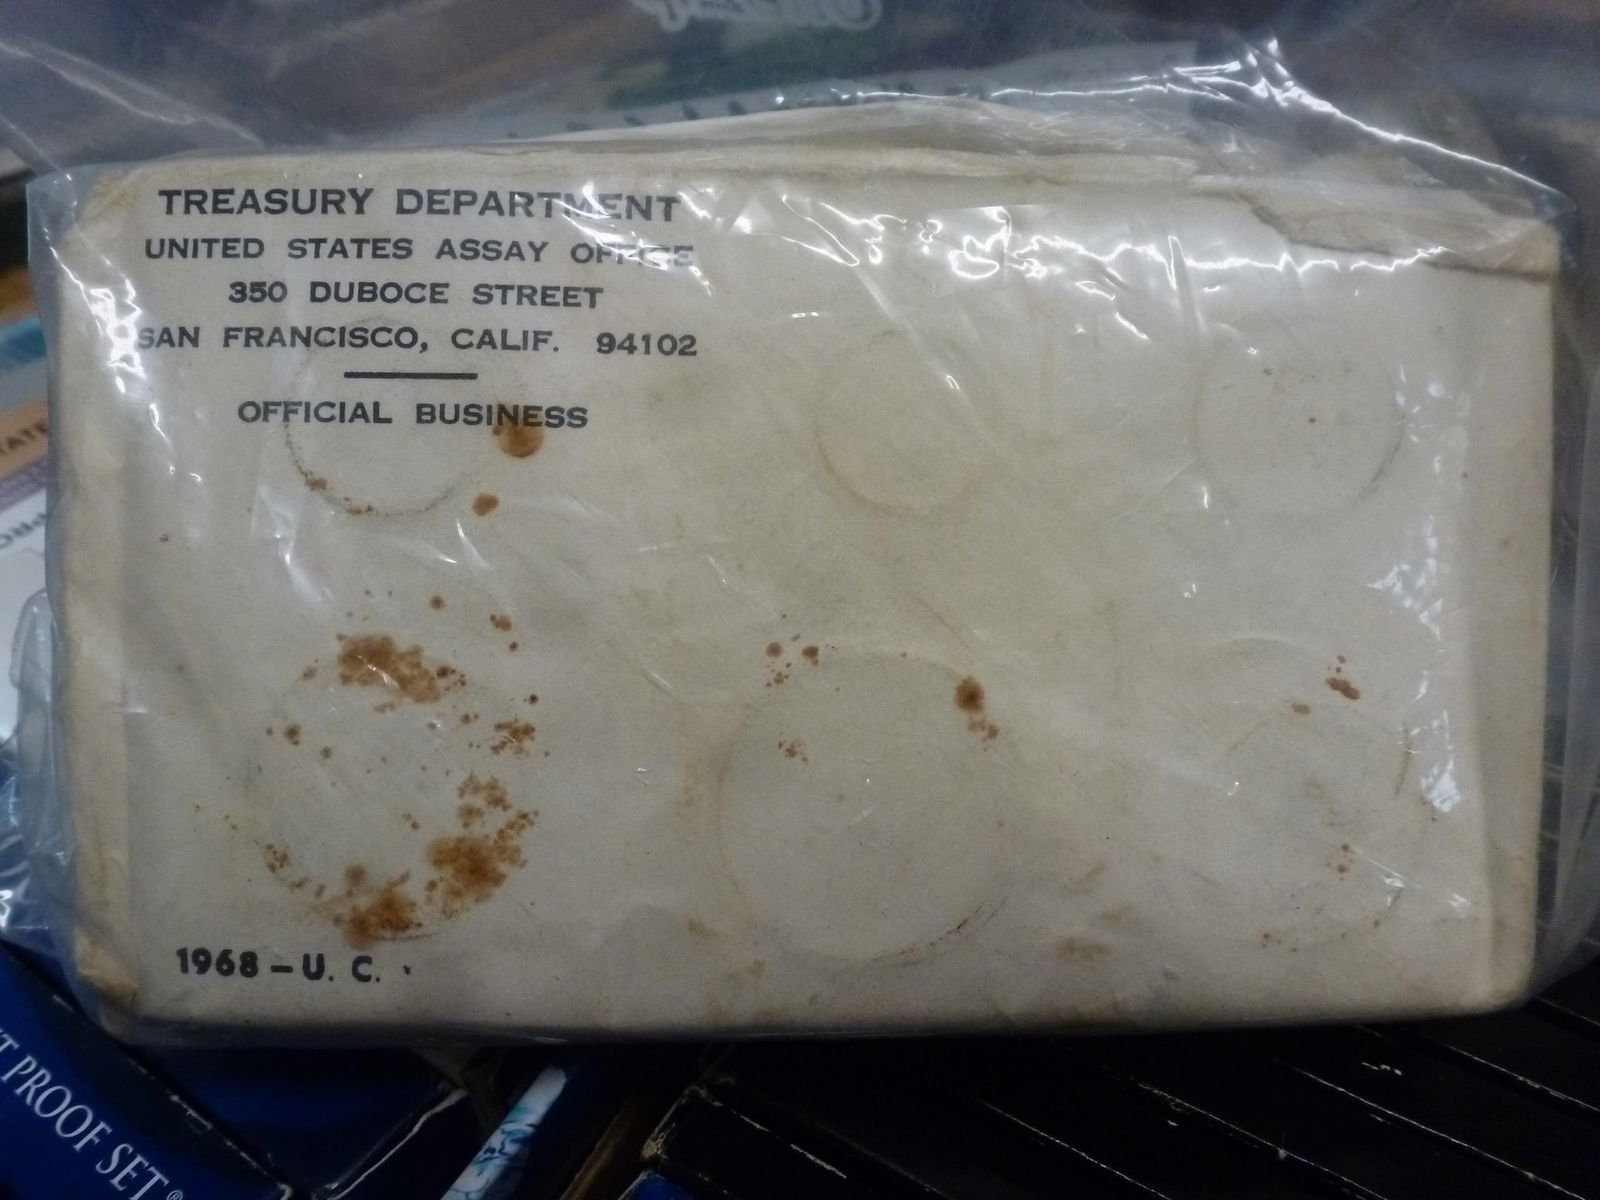 TREASURY DEPARTMENT
UNITED STATES ASSAY OFFICE
350 DUBOCE STREET
SAN FRANCISCO, CALIF. 94102
OFFICIAL BUSINESS
1968 – U. C.
PROOF SET®